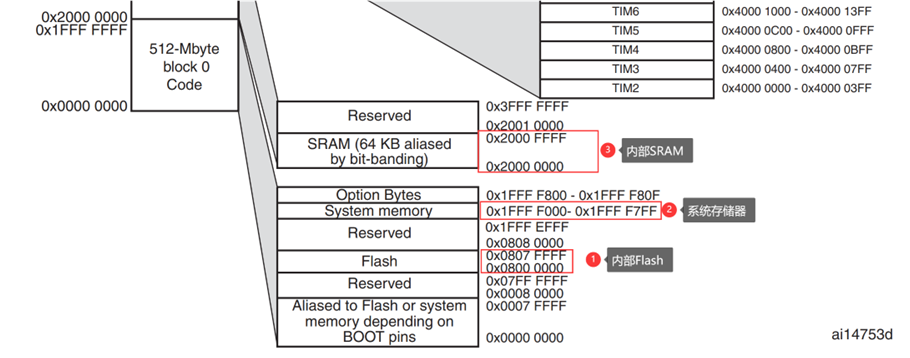 0x2000 0000
0x1FFF FFFF
512-Mbyte
block 0
Code
0x0000 0000
TIM6 0x4000 1000 - 0x4000 13FF
TIM5 0x4000 0C00 - 0x4000 0FFF
TIM4 0x4000 0800 - 0x4000 0BFF
TIM3 0x4000 0400 - 0x4000 07FF
TIM2 0x4000 0000 - 0x4000 03FF
0x3FFF FFFF
Reserved
0x2001 0000
SRAM (64 KB aliased
by bit-banding)
0x2000 FFFF
0x2000 0000
3 内部SRAM
Option Bytes 0x1FFF F800 - 0x1FFF F80F
System memory 0x1FFF F000- 0x1FFF F7FF
2 系统存储器
0x1FFF EFFF
Reserved
0x0808 0000
0x0807 FFFF
Flash
0x0800 0000
1 内部Flash
0x07FF FFFF
Reserved
0x0008 0000
0x0007 FFFF
Aliased to Flash or system
memory depending on
BOOT pins
0x0000 0000
ai14753d